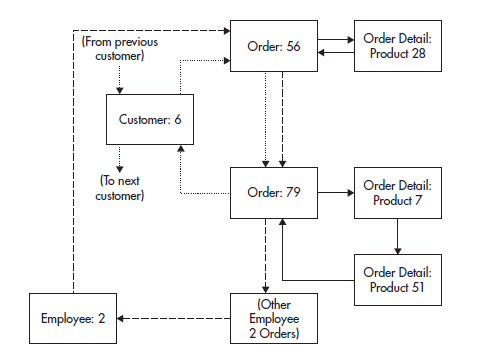 (From previous
customer)
Order: 56
Order Detail:
Product 28
Customer: 6
(To next
customer)
Order: 79
Order Detail:
Product 7
Order Detail:
Product 51
Employee: 2
(Other
Employee
2 Orders)